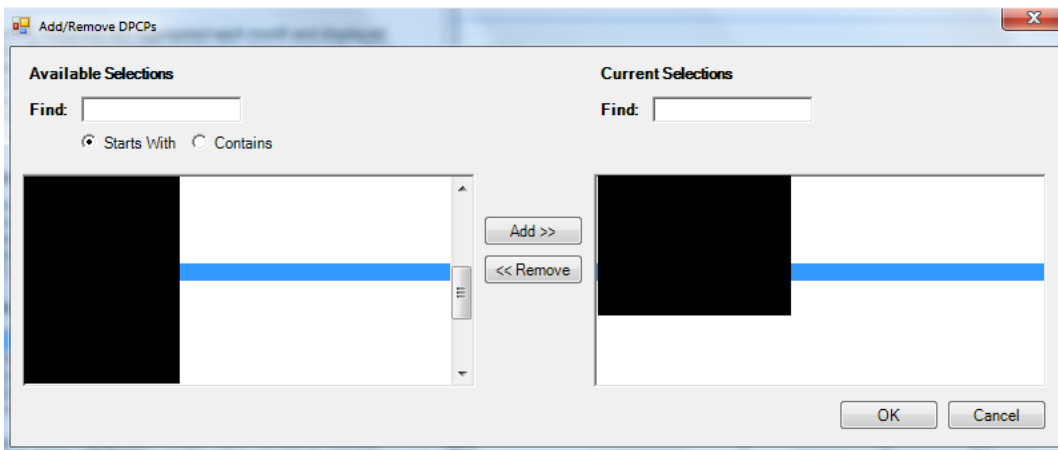 Add/Remove DPCPs
Available Selections
Current Selections
Find:
Find:
Starts With
Contains
Add >>
<< Remove
OK
Cancel